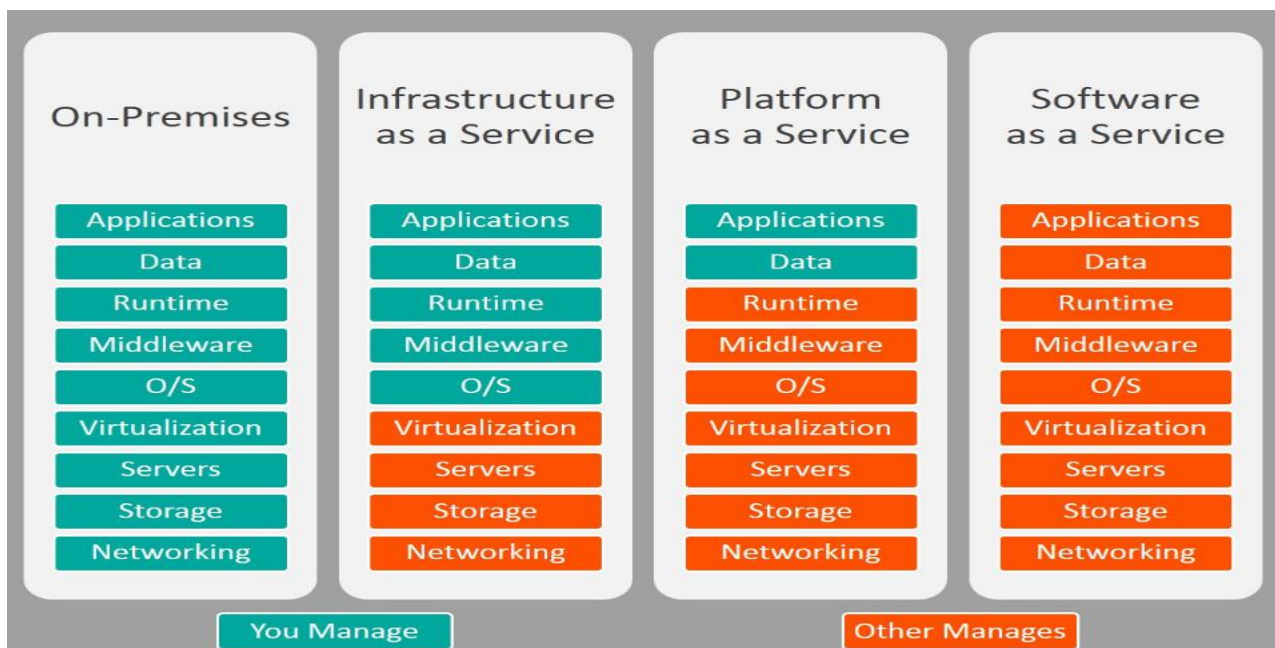 On-Premises
Applications
Data
Runtime
Middleware
O/S
Virtualization
Servers
Storage
Networking
Infrastructure
as a Service
Applications
Data
Runtime
Middleware
O/S
Virtualization
Servers
Storage
Networking
Platform
as a Service
Applications
Data
Runtime
Middleware
O/S
Virtualization
Servers
Storage
Networking
Software
as a Service
Applications
Data
Runtime
Middleware
O/S
Virtualization
Servers
Storage
Networking
You Manage
Other Manages